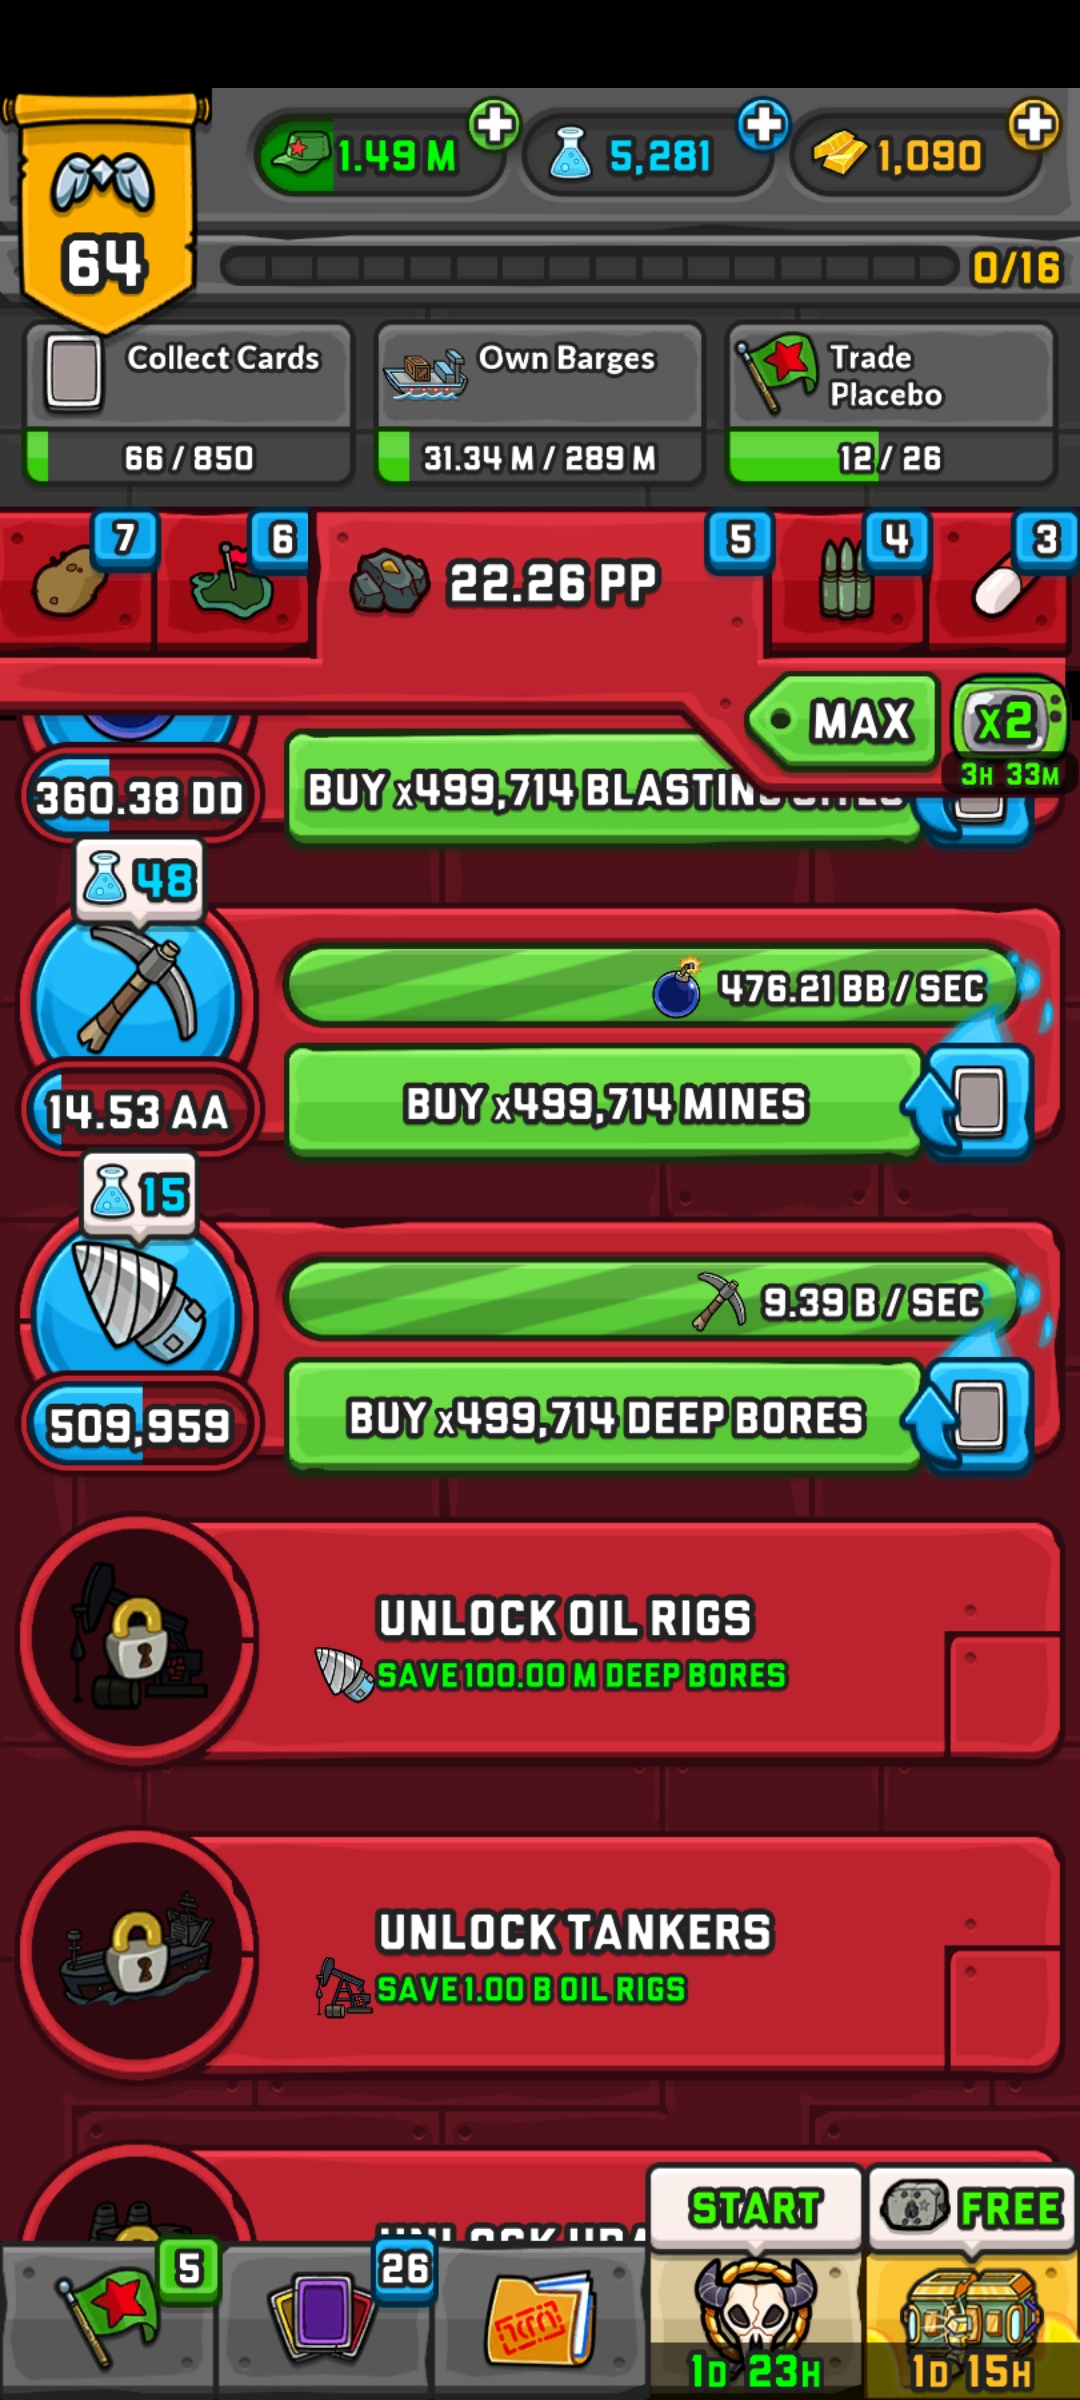 1.49 M
5,281
1,090
64
0/16
Collect Cards
66 / 850
Own Barges
31.34 M / 289 M
Trade
Placebo
12 / 26
7
6
22.26 PP
5
4
3
MAX
x2
3H 33M
360.38 DD
BUY x499,714
48
476.21 BB / SEC
14.53 AA
BUY x499,714 MINES
15
9.39 B / SEC
509,959
BUY x499,714 DEEP BORES
UNLOCK OIL RIGS
SAVE 100.00 M DEEP BORES
UNLOCK TANKERS
SAVE 1.00 B OIL RIGS
UNLOCK
START
FREE
5
26
1D 23H
1D 15H